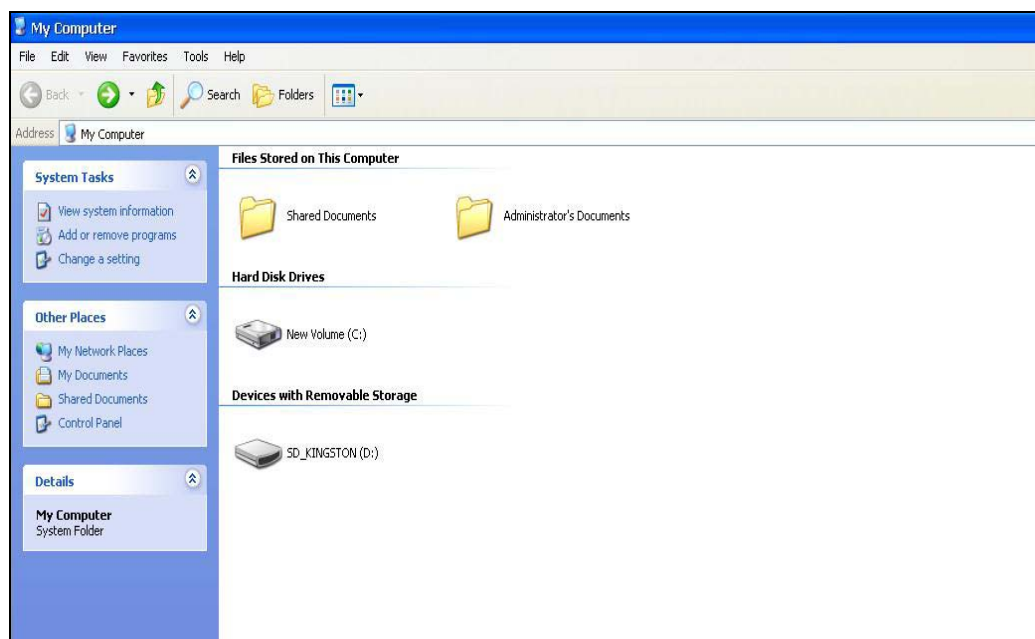 My Computer
File Edit View Favorites Tools Help
Back Search Folders
Address My Computer
System Tasks
View system information
Add or remove programs
Change a setting
Other Places
My Network Places
My Documents
Shared Documents
Control Panel
Details
My Computer
System Folder
Files Stored on This Computer
Shared Documents Administrator's Documents
Hard Disk Drives
New Volume (C:)
Devices with Removable Storage
SD_KINGSTON (D:)